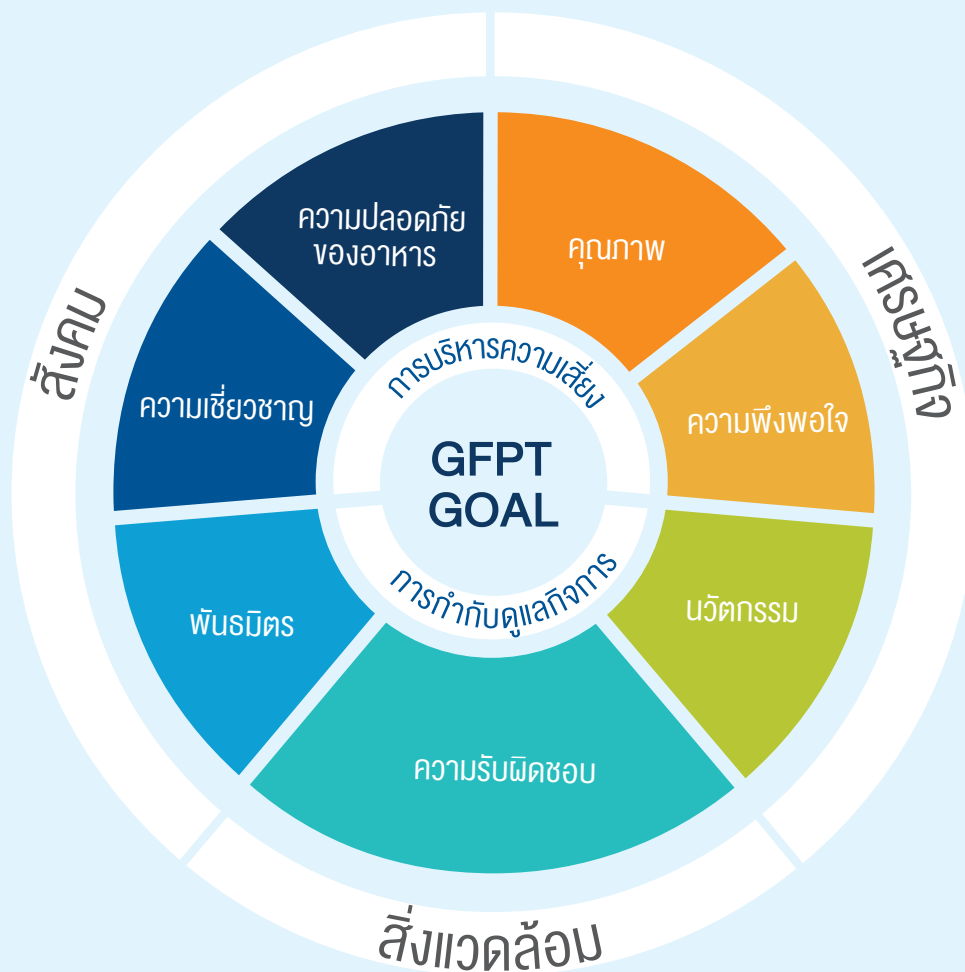 ความปลอดภัย
ของอาหาร
คุณภาพ
เศรษฐกิจ
สังคม
ความเชี่ยวชาญ
การบริหารความเสี่ยง
ความพึงพอใจ
GFPT
GOAL
การกำกับดูแลกิจการ
พันธมิตร
นวัตกรรม
ความรับผิดชอบ
สิ่งแวดล้อม